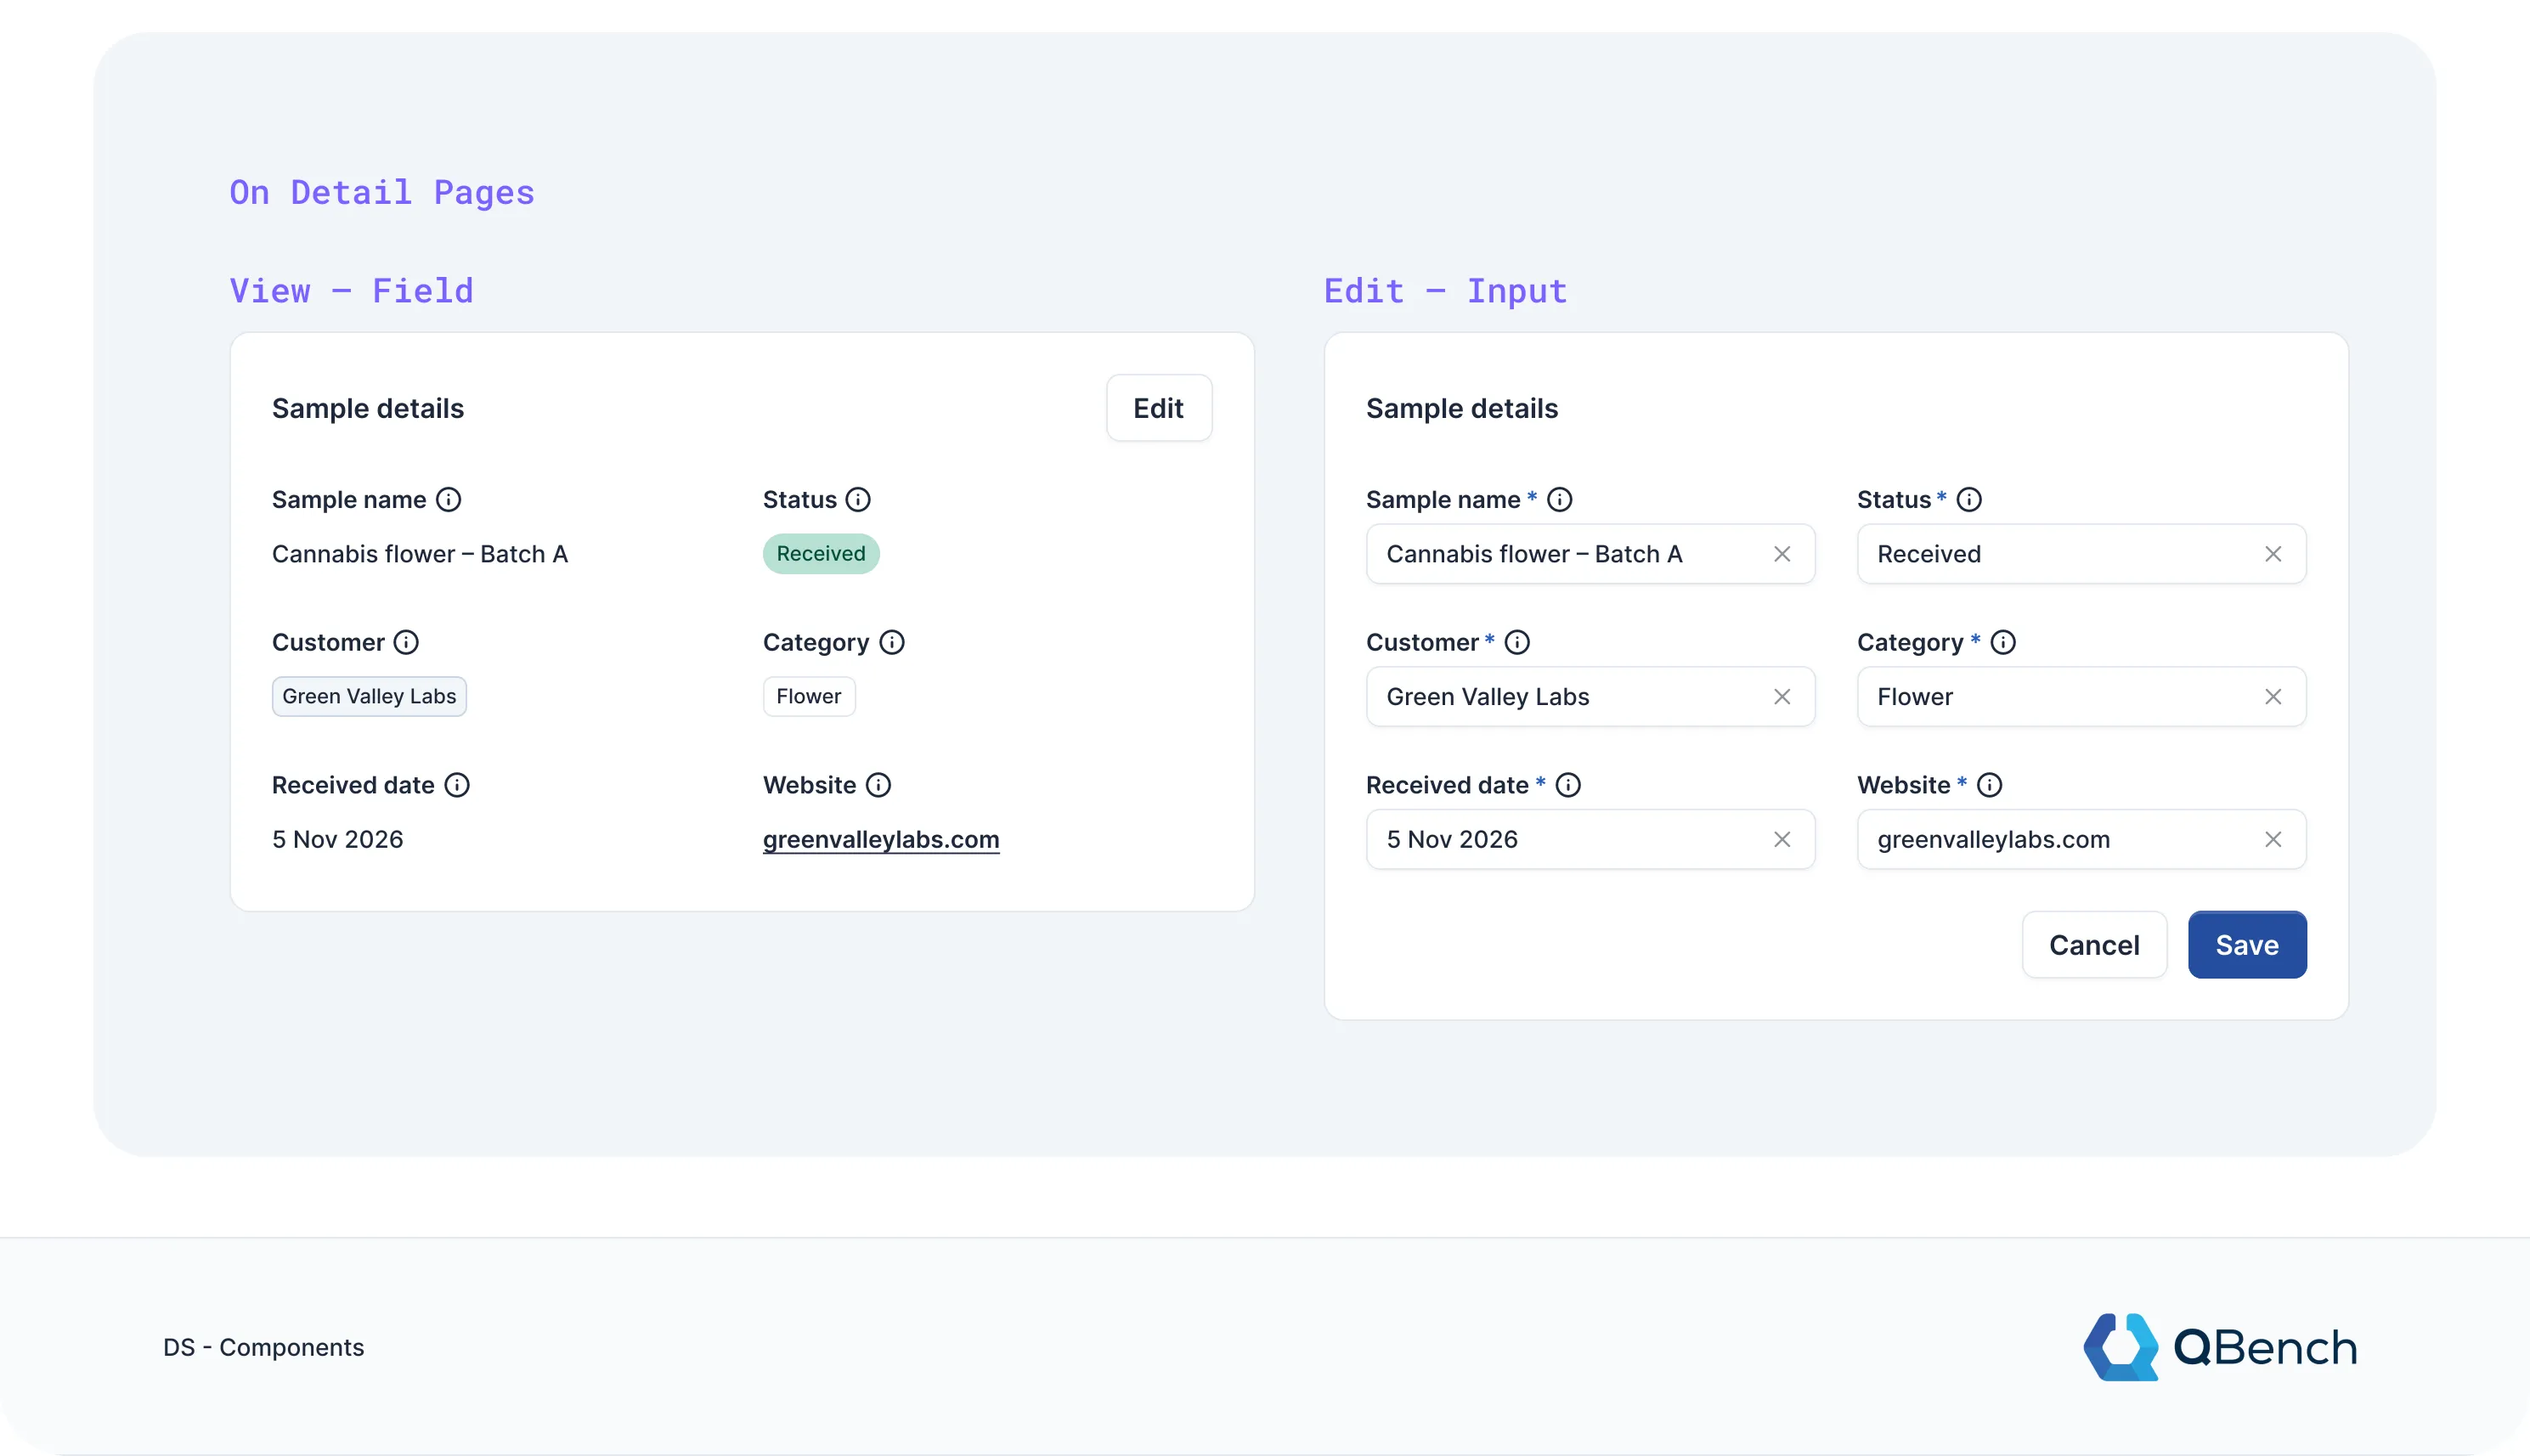 On Detail Pages
View – Field
Sample details
Edit
Sample name
Status
Cannabis flower – Batch A
Received
Customer
Category
Green Valley Labs
Flower
Received date
Website
5 Nov 2026
greenvalleylabs.com
Edit – Input
Sample details
Sample name *
Status *
Cannabis flower – Batch A
Received
Customer *
Category *
Green Valley Labs
Flower
Received date *
Website *
5 Nov 2026
greenvalleylabs.com
Cancel
Save
DS - Components
QBench